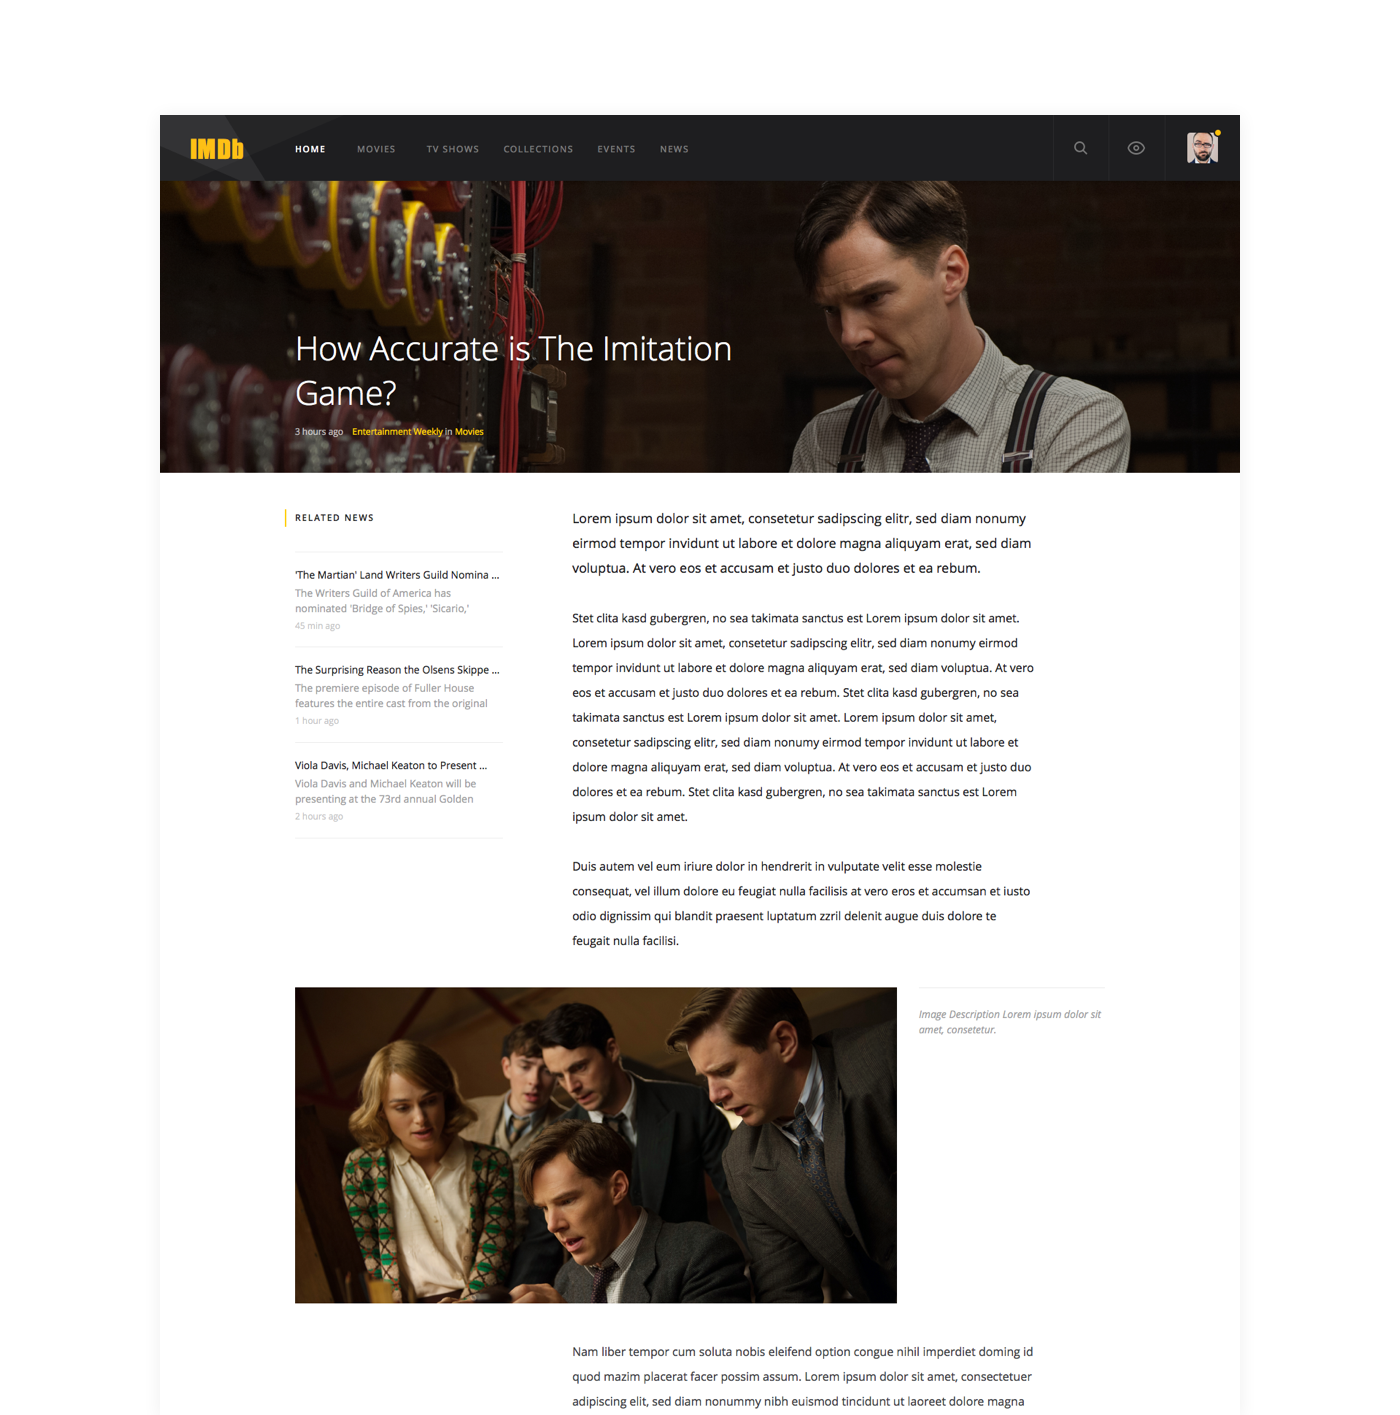 IMDb
HOME MOVIES TV SHOWS COLLECTIONS EVENTS NEWS
How Accurate is The Imitation
Game?
3 hours ago Entertainment Weekly in Movies
RELATED NEWS
'The Martian' Land Writers Guild Nomina ...
The Writers Guild of America has
nominated 'Bridge of Spies,' 'Sicario,'
45 min ago
The Surprising Reason the Olsens Skippe ...
The premiere episode of Fuller House
features the entire cast from the original
1 hour ago
Viola Davis, Michael Keaton to Present ...
Viola Davis and Michael Keaton will be
presenting at the 73rd annual Golden
2 hours ago
Lorem ipsum dolor sit amet, consetetur sadipscing elitr, sed diam nonumy
eirmod tempor invidunt ut labore et dolore magna aliquyam erat, sed diam
voluptua. At vero eos et accusam et justo duo dolores et ea rebum.
Stet clita kasd gubergren, no sea takimata sanctus est Lorem ipsum dolor sit amet.
Lorem ipsum dolor sit amet, consetetur sadipscing elitr, sed diam nonumy eirmod
tempor invidunt ut labore et dolore magna aliquyam erat, sed diam voluptua. At vero
eos et accusam et justo duo dolores et ea rebum. Stet clita kasd gubergren, no sea
takimata sanctus est Lorem ipsum dolor sit amet. Lorem ipsum dolor sit amet,
consetetur sadipscing elitr, sed diam nonumy eirmod tempor invidunt ut labore et
dolore magna aliquyam erat, sed diam voluptua. At vero eos et accusam et justo duo
dolores et ea rebum. Stet clita kasd gubergren, no sea takimata sanctus est Lorem
ipsum dolor sit amet.
Duis autem vel eum iriure dolor in hendrerit in vulputate velit esse molestie
consequat, vel illum dolore eu feugiat nulla facilisis at vero eros et accumsan et iusto
odio dignissim qui blandit praesent luptatum zzril delenit augue duis dolore te
feugait nulla facilisi.
Image Description Lorem ipsum dolor sit
amet, consetetur.
Nam liber tempor cum soluta nobis eleifend option congue nihil imperdiet doming id
quod mazim placerat facer possim assum. Lorem ipsum dolor sit amet, consectetuer
adipiscing elit, sed diam nonummy nibh euismod tincidunt ut laoreet dolore magna